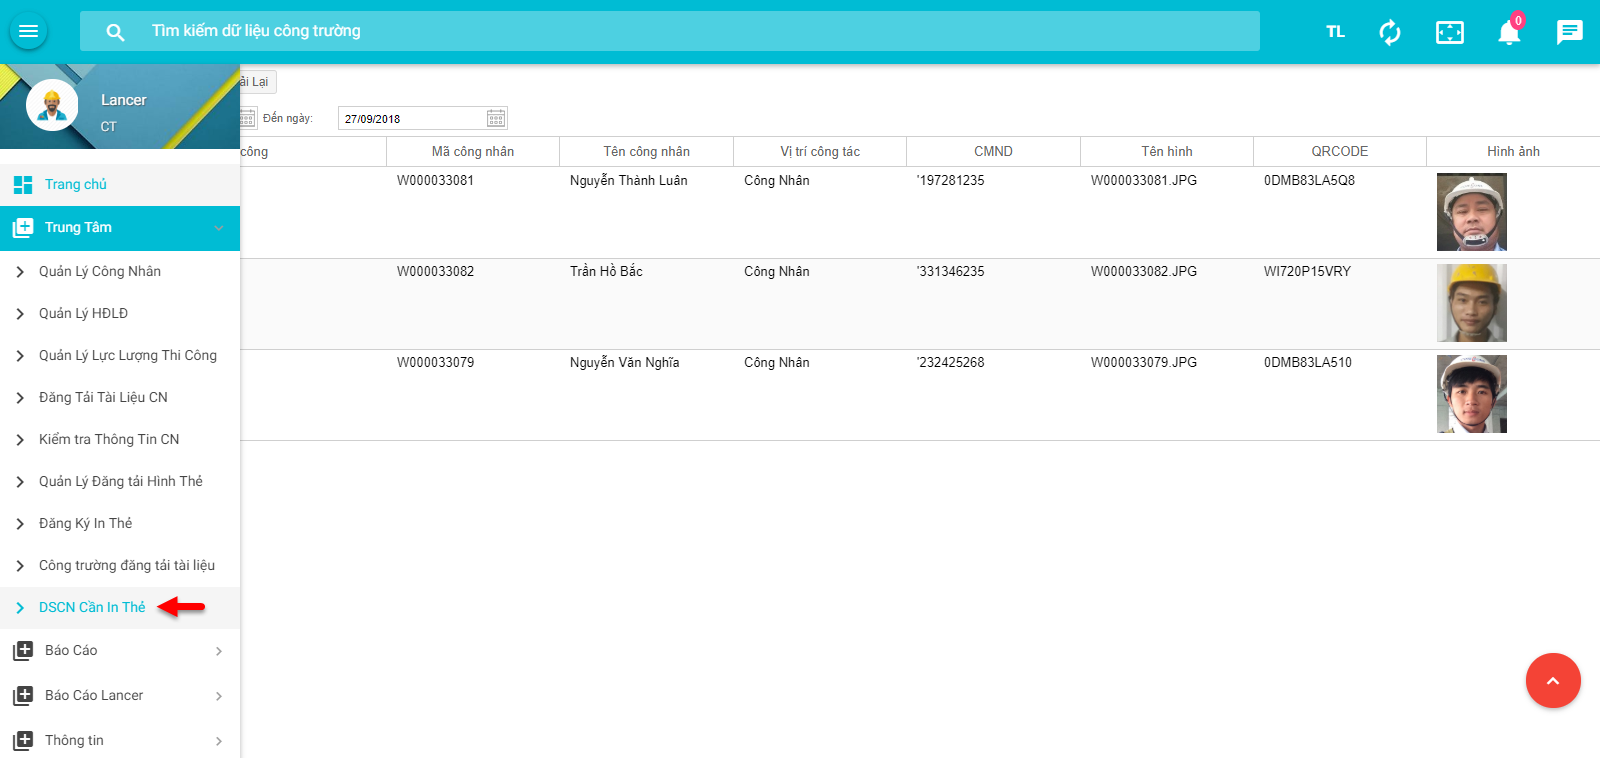 Tìm kiếm dữ liệu công trường
TL
0
Lancer
CT
Trang chủ
Trung Tâm
Quản Lý Công Nhân
Quản Lý HĐLĐ
Quản Lý Lực Lượng Thi Công
Đăng Tải Tài Liệu CN
Kiểm tra Thông Tin CN
Quản Lý Đăng tải Hình Thẻ
Đăng Ký In Thẻ
Công trường đăng tải tài liệu
DSCN Cần In Thẻ
Báo Cáo
Báo Cáo Lancer
Thông tin
ải Lại
Đến ngày: 27/09/2018
công Mã công nhân Tên công nhân Vị trí công tác CMND Tên hình QRCODE Hình ảnh
W000033081 Nguyễn Thành Luân Công Nhân '197281235 W000033081.JPG 0DMB83LA5Q8
W000033082 Trần Hồ Bắc Công Nhân '331346235 W000033082.JPG WI720P15VRY
W000033079 Nguyễn Văn Nghĩa Công Nhân '232425268 W000033079.JPG 0DMB83LA510